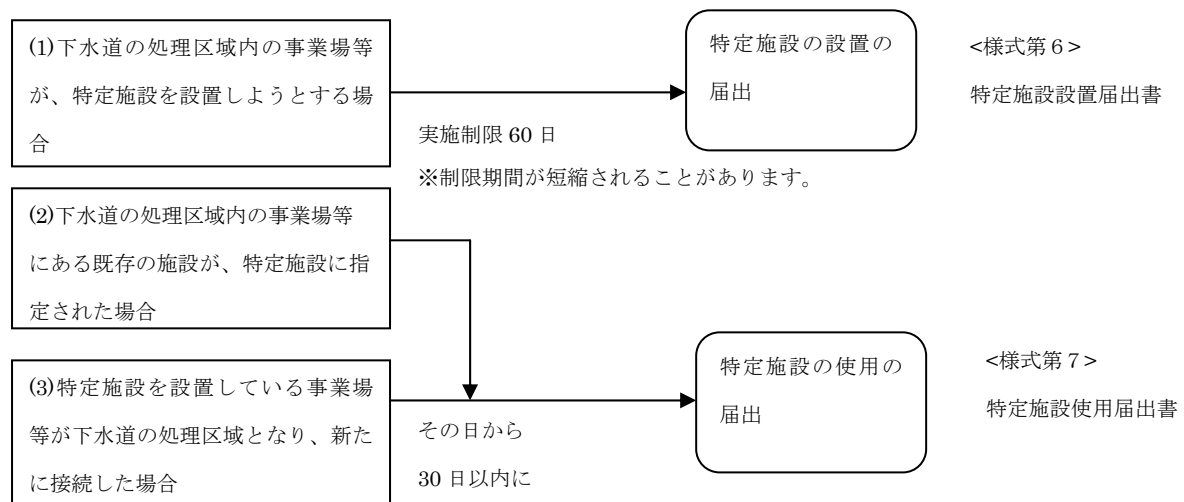 (1)下水道の処理区域内の事業場等
が、特定施設を設置しようとする場
合
実施制限 60 日
※制限期間が短縮されることがあります。
特定施設の設置の
届出
<様式第６>
特定施設設置届出書
(2)下水道の処理区域内の事業場等
にある既存の施設が、特定施設に指
定された場合
(3)特定施設を設置している事業場
等が下水道の処理区域となり、新た
に接続した場合
その日から
30 日以内に
特定施設の使用の
届出
<様式第７>
特定施設使用届出書